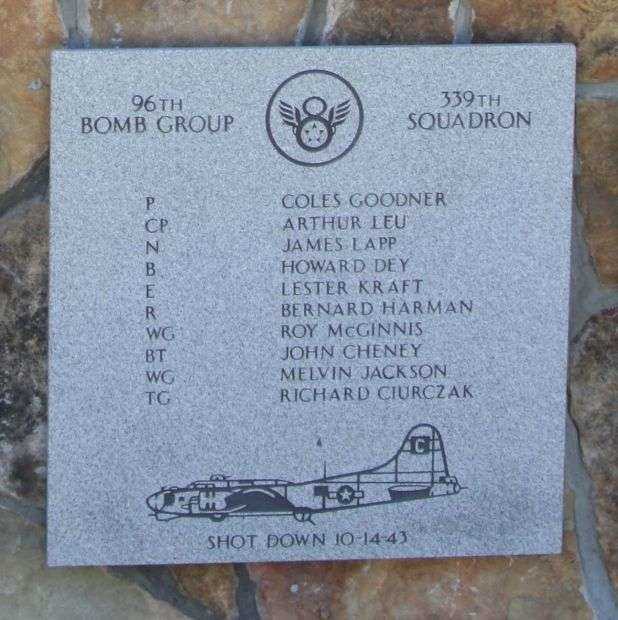 96TH
BOMB GROUP
339TH
SQUADRON
8
P COLES GOODNER
CP ARTHUR LEU
N JAMES LAPP
B HOWARD DEY
E LESTER KRAFT
R BERNARD HARMAN
WG ROY McGINNIS
BT JOHN CHENEY
WG MELVIN JACKSON
TG RICHARD CIURCZAK
C
SHOT DOWN 10-14-43